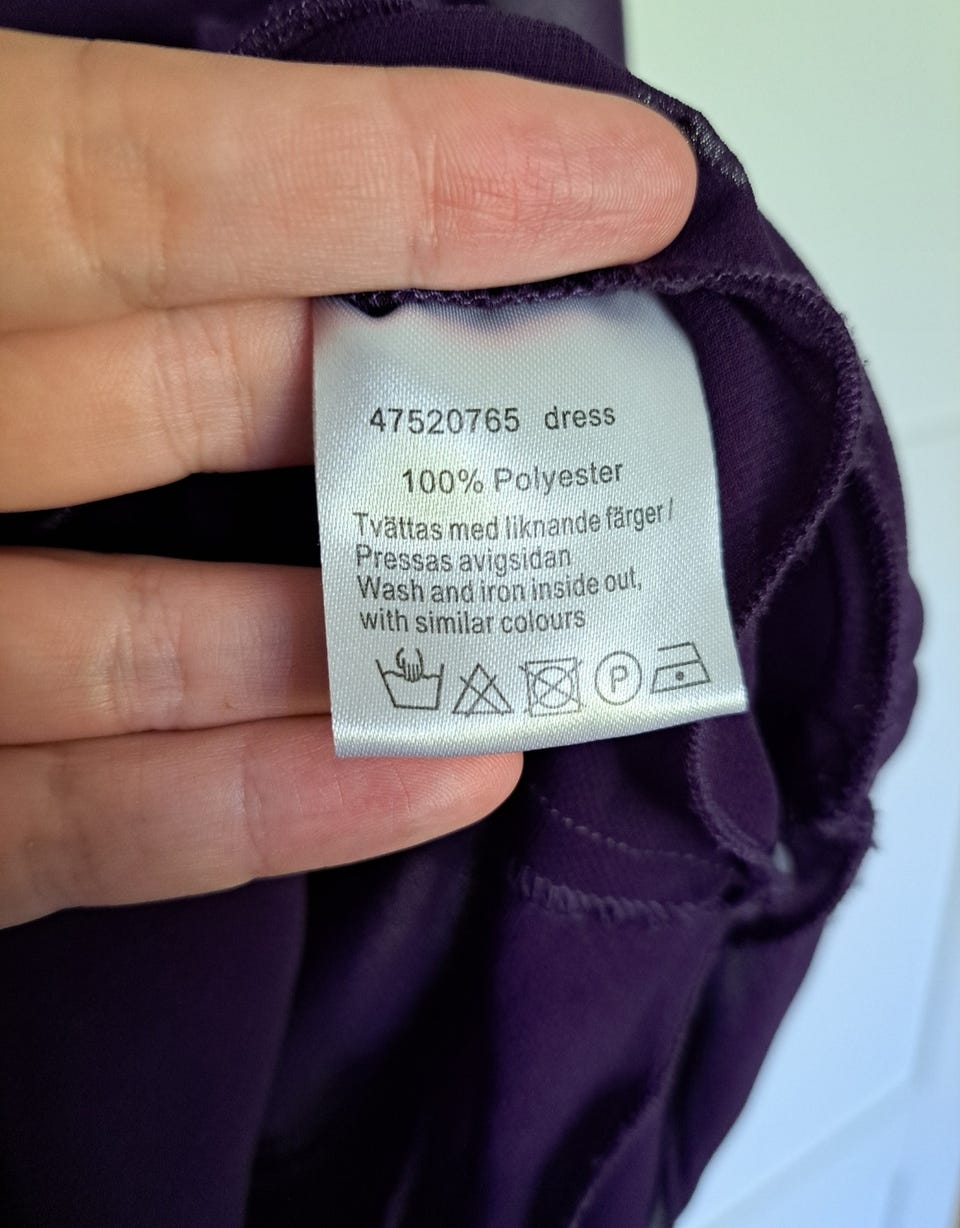 47520765 dress
100% Polyester
Tvättas med liknande färger /
Pressas avigsidan
Wash and iron inside out,
with similar colours
P